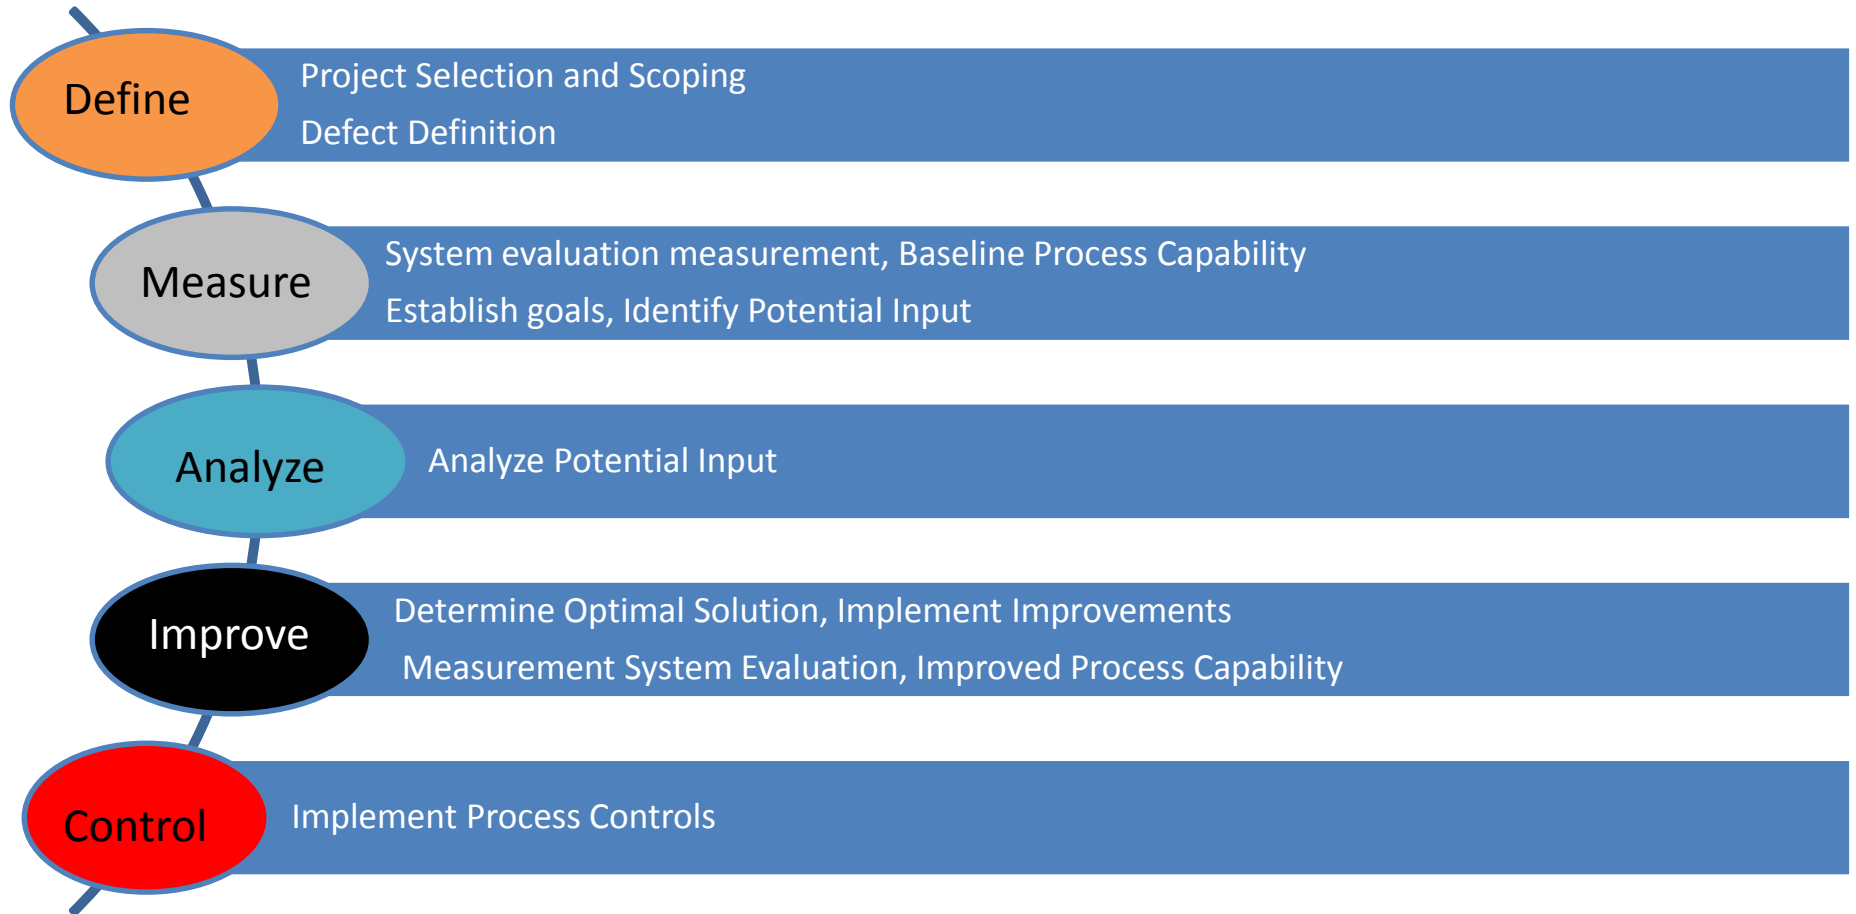 Define
Project Selection and Scoping
Defect Definition
Measure
System evaluation measurement, Baseline Process Capability
Establish goals, Identify Potential Input
Analyze
Analyze Potential Input
Improve
Determine Optimal Solution, Implement Improvements
Measurement System Evaluation, Improved Process Capability
Control
Implement Process Controls